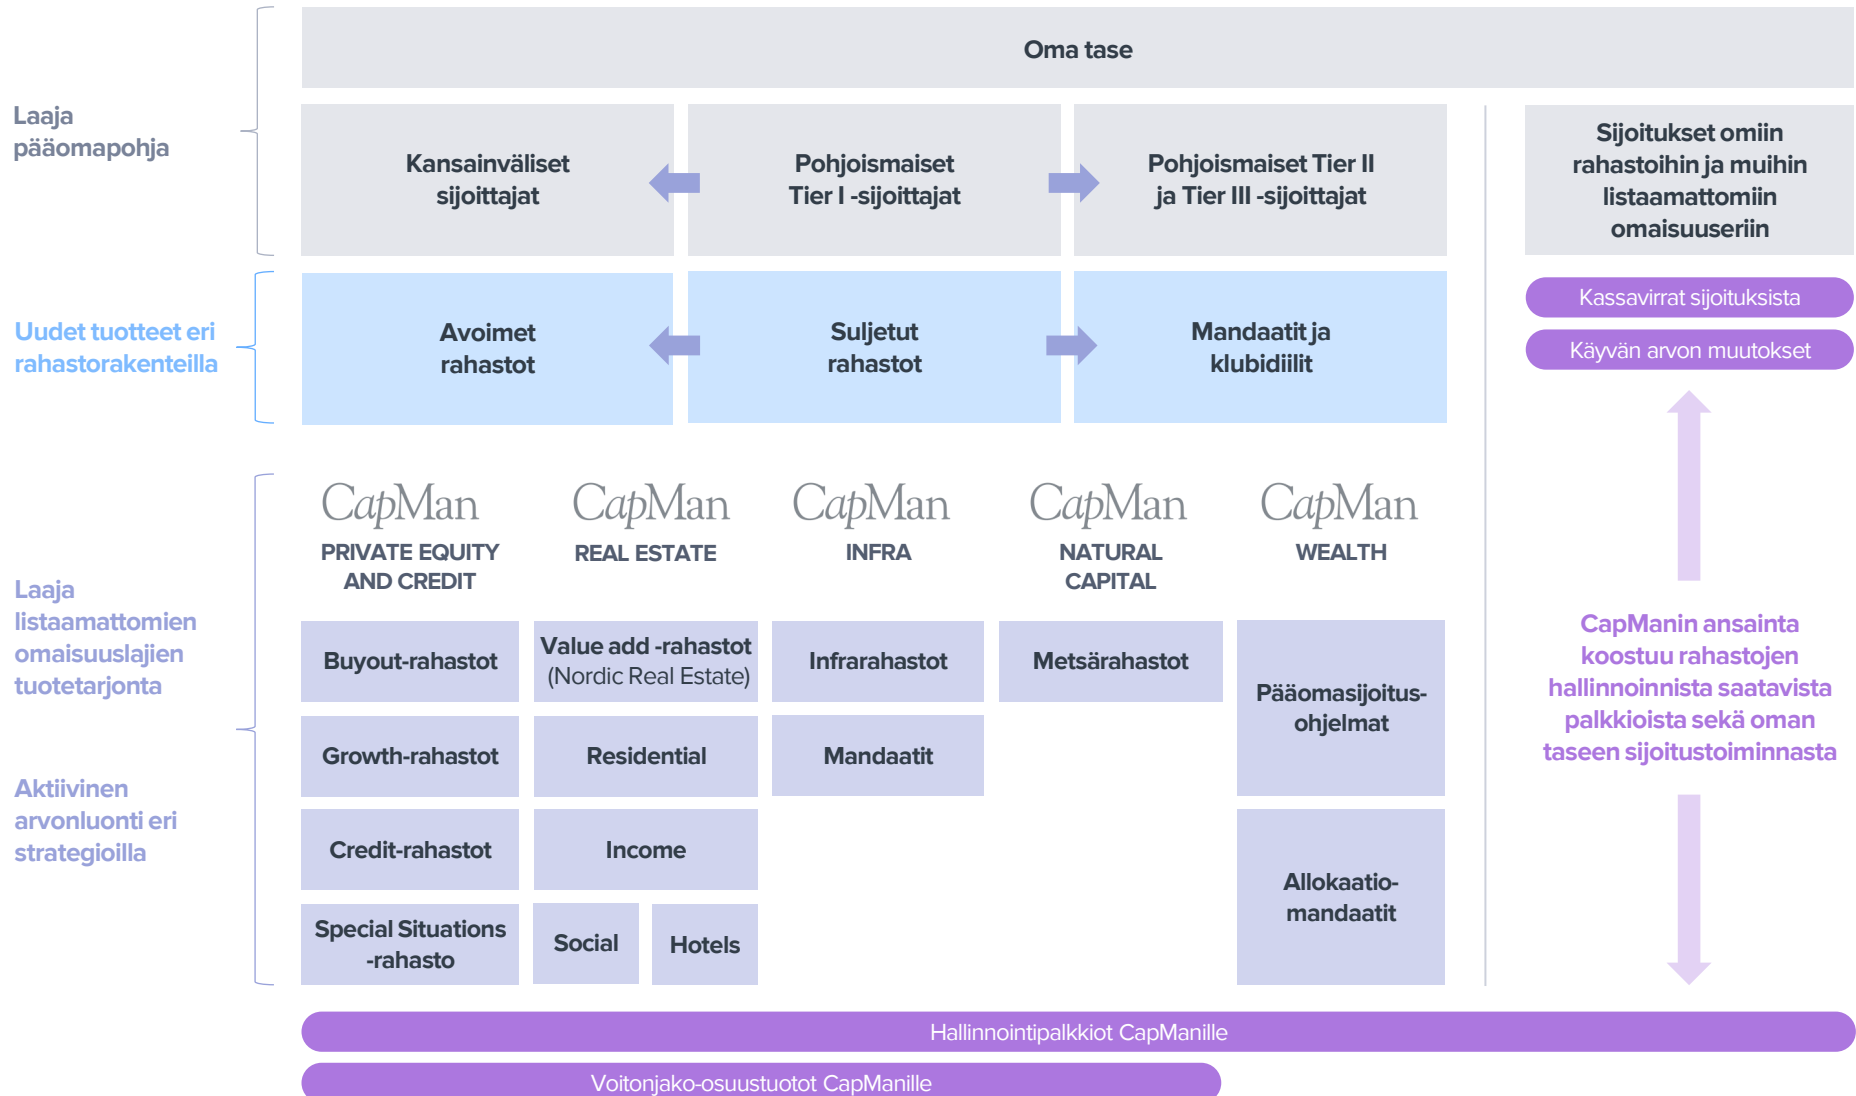 Oma tase
Laaja
pääomapohja
Kansainväliset
sijoittajat
Pohjoismaiset
Tier I -sijoittajat
Pohjoismaiset Tier II
ja Tier III -sijoittajat
Sijoitukset omiin
rahastoihin ja muihin
listaamattomiin
omaisuuseriin
Uudet tuotteet eri
rahastorakenteilla
Avoimet
rahastot
Suljetut
rahastot
Mandaatit ja
klubidiilit
Kassavirrat sijoituksista
Käyvän arvon muutokset
Laaja
listaamattomien
omaisuuslajien
tuotetarjonta
Aktiivinen
arvonluonti eri
strategioilla
CapMan
PRIVATE EQUITY
AND CREDIT
Buyout-rahastot
Growth-rahastot
Credit-rahastot
Special Situations
-rahasto
CapMan
REAL ESTATE
Value add -rahastot
(Nordic Real Estate)
Residential
Income
Social
Hotels
CapMan
INFRA
Infrarahastot
Mandaatit
CapMan
NATURAL
CAPITAL
Metsärahastot
CapMan
WEALTH
Pääomasijoitus-
ohjelmat
Allokaatio-
mandaatit
CapManin ansainta
koostuu rahastojen
hallinnoinnista saatavista
palkkioista sekä oman
taseen sijoitustoiminnasta
Hallinnointipalkkiot CapManille
Voitonjako-osuustuotot CapManille